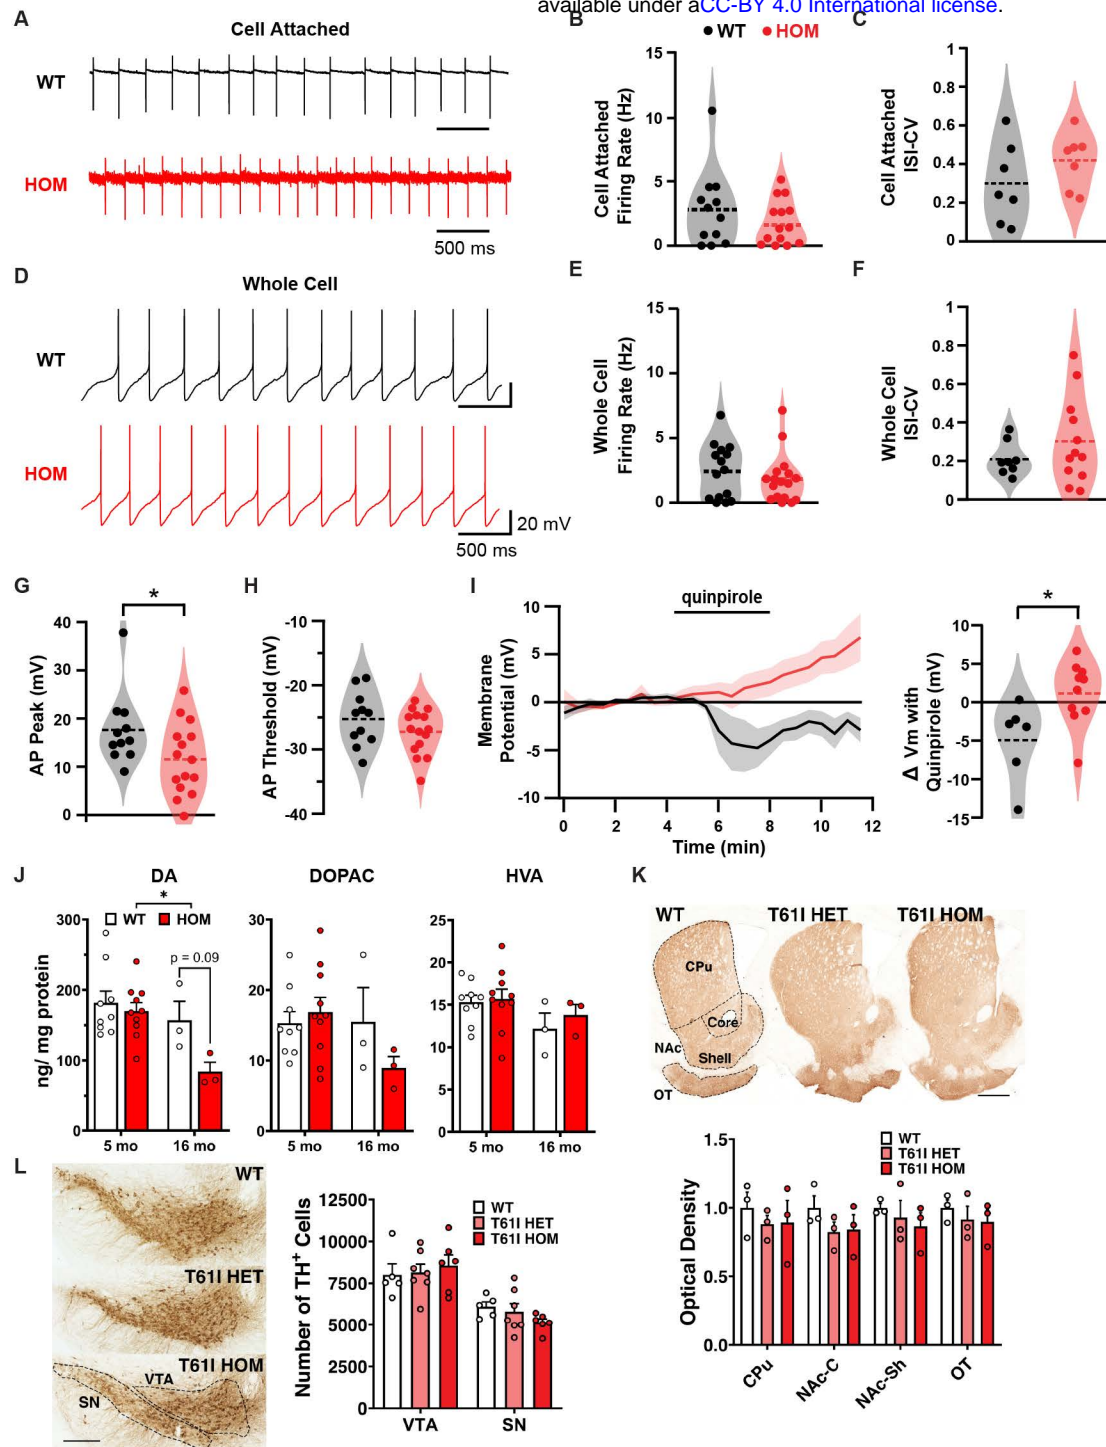 available under aCC-BY 4.0 International license.
A
Cell Attached
WT
HOM
500 ms
B
WT HOM
Cell Attached
Firing Rate (Hz)
15
10
5
0
C
Cell Attached
ISI-CV
1
0.8
0.6
0.4
0.2
0
D
Whole Cell
WT
HOM
20 mV
500 ms
E
Whole Cell
Firing Rate (Hz)
15
10
5
0
F
Whole Cell
ISI-CV
1
0.8
0.6
0.4
0.2
0
G
*
AP Peak (mV)
40
30
20
10
0
H
AP Threshold (mV)
-10
-20
-30
-40
I
quinpirole
Membrane
Potential (mV)
10
5
0
-5
-10
0 2 4 6 8 10 12
Time (min)
*
Δ Vm with
Quinpirole (mV)
10
5
0
-5
-10
-15
J
DA
*
WT HOM
p = 0.09
ng/ mg protein
300
200
100
0
5 mo 16 mo
DOPAC
30
20
10
0
5 mo 16 mo
HVA
25
20
15
10
5
0
5 mo 16 mo
K
WT T61I HET T61I HOM
CPu
Core
NAc
Shell
OT
WT
T61I HET
T61I HOM
Optical Density
1.5
1.0
0.5
0.0
CPu NAc-C NAc-Sh OT
L
WT
T61I HET
T61I HOM
VTA
SN
WT
T61I HET
T61I HOM
Number of TH⁺ Cells
12500
10000
7500
5000
2500
0
VTA SN